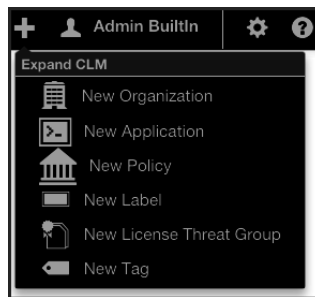 Admin BuiltIn
Expand CLM
New Organization
New Application
New Policy
New Label
New License Threat Group
New Tag